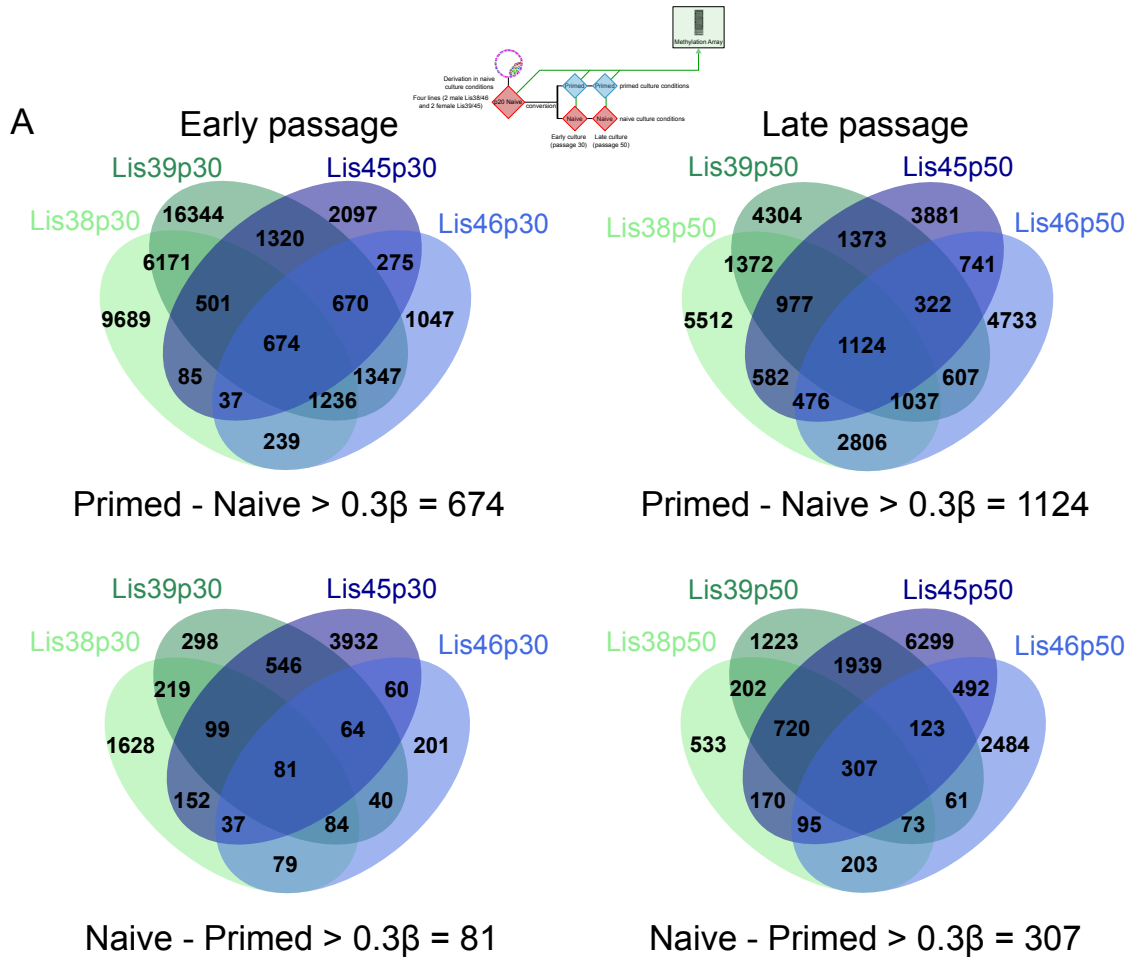 Methylation Array
Derivation in naive
culture conditions
Four lines (2 male Lis38/46
and 2 female Lis39/45)
p20 Naive
conversion
Primed
Primed
primed culture conditions
Naive
Naive
naive culture conditions
Early culture
(passage 30)
Late culture
(passage 50)
A
Early passage
Lis39p30
Lis45p30
Lis38p30
Lis46p30
16344
2097
1320
6171
275
501
670
9689
1047
674
85
1347
37
1236
239
Primed - Naive > 0.3β = 674
Late passage
Lis39p50
Lis45p50
Lis38p50
Lis46p50
4304
3881
1373
1372
741
977
322
5512
4733
1124
582
607
476
1037
2806
Primed - Naive > 0.3β = 1124
Lis39p30
Lis45p30
Lis38p30
Lis46p30
298
3932
546
219
60
99
64
1628
201
81
152
40
37
84
79
Naive - Primed > 0.3β = 81
Lis39p50
Lis45p50
Lis38p50
Lis46p50
1223
6299
1939
202
492
720
123
533
2484
307
170
61
95
73
203
Naive - Primed > 0.3β = 307